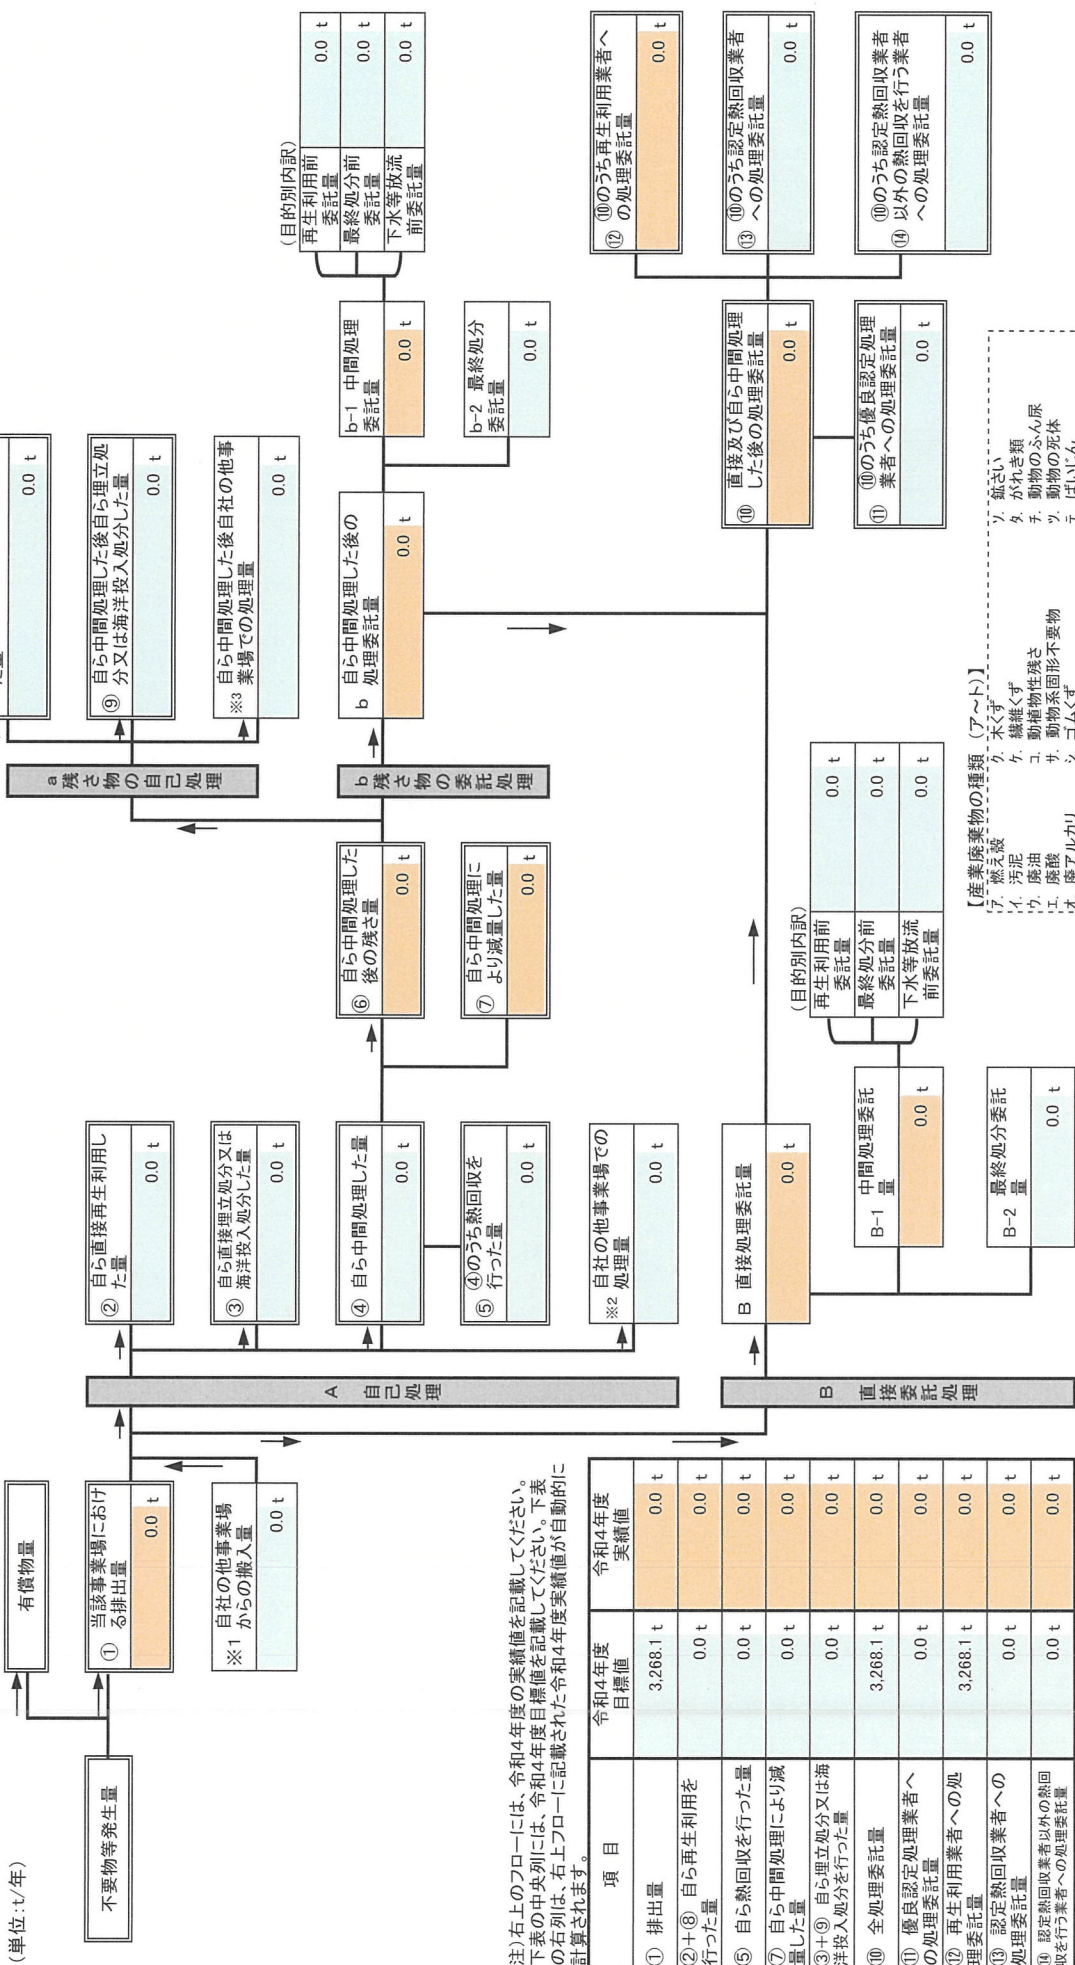 (単位:t/年)
不要物等発生量
有償物量
① 当該事業場におけ
る排出量
0.0 t
※1 自社の他事業場
からの搬入量
0.0 t
A 自己処理
② 自ら直接再生利用し
た量
0.0 t
③ 自ら直接埋立処分又は
海洋投入処分した量
0.0 t
④ 自ら中間処理した量
0.0 t
⑤ ④のうち熱回収を
行った量
0.0 t
※2 自社の他事業場での
処理量
0.0 t
⑥ 自ら中間処理した
後の残さ量
0.0 t
⑦ 自ら中間処理に
より減量した量
0.0 t
a 残さ物の自己処理
0.0 t
⑨ 自ら中間処理した後自ら埋立処
分又は海洋投入処分した量
0.0 t
※3 自ら中間処理した後自社の他事
業場での処理量
0.0 t
b 残さ物の委託処理
b 自ら中間処理した後の
処理委託量
0.0 t
b-1 中間処理
委託量
0.0 t
b-2 最終処分
委託量
0.0 t
(目的別内訳)
再生利用前
委託量
0.0 t
最終処分前
委託量
0.0 t
下水等放流
前委託量
0.0 t
B 直接委託処理
B 直接処理委託量
0.0 t
B-1 中間処理委託
量
0.0 t
B-2 最終処分委託
量
0.0 t
(目的別内訳)
再生利用前
委託量
0.0 t
最終処分前
委託量
0.0 t
下水等放流
前委託量
0.0 t
⑩ 直接及び自ら中間処理
した後の処理委託量
0.0 t
⑪ ⑩のうち優良認定処理
業者への処理委託量
0.0 t
⑫ ⑩のうち再生利用業者へ
の処理委託量
0.0 t
⑬ ⑩のうち認定熱回収業者
への処理委託量
0.0 t
⑭ ⑩のうち認定熱回収業者
以外の熱回収を行う業者
への処理委託量
0.0 t
注)右上のフローには、令和4年度の実績値を記載してください。
下表の中央列には、令和4年度目標値を記載してください。下表
の右列は、右上フローに記載された令和4年度実績値が自動的に
計算されます。
項 目 令和4年度 目標値 令和4年度 実績値
① 排出量 3,268.1 t 0.0 t
②+⑧ 自ら再生利用を
行った量 0.0 t 0.0 t
⑤ 自ら熱回収を行った量 0.0 t 0.0 t
⑦ 自ら中間処理により減
量した量 0.0 t 0.0 t
③+⑨ 自ら埋立処分又は海
洋投入処分を行った量 0.0 t 0.0 t
⑩ 全処理委託量 3,268.1 t 0.0 t
⑪ 優良認定処理業者へ
の処理委託量 0.0 t 0.0 t
⑫ 再生利用業者への処
理委託量 3,268.1 t 0.0 t
⑬ 認定熱回収業者への
処理委託量 0.0 t 0.0 t
⑭ 認定熱回収業者以外の熱回
収を行う業者への処理委託量 0.0 t 0.0 t
【産業廃棄物の種類 (ア~ト)】
ア. 燃え殻 ク. 木くず ソ. 鉱さい
イ. 汚泥 ケ. 繊維くず タ. がれき類
ウ. 廃油 コ. 動植物性残さ チ. 動物のふん尿
エ. 廃酸 サ. 動物系固形不要物 ツ. 動物の死体
オ. 廃アルカリ シ. ゴムくず テ. ばいじん